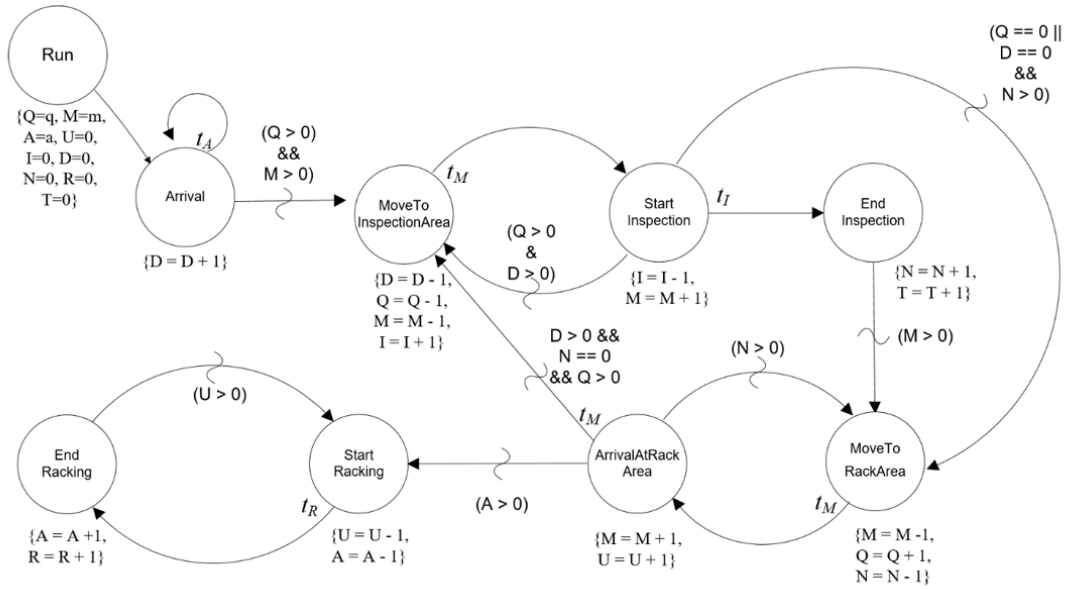 Run
{Q=q, M=m,
A=a, U=0,
I=0, D=0,
N=0, R=0,
T=0}
t_A
Arrival
{D = D + 1}
(Q > 0)
&&
M > 0)
MoveTo
InspectionArea
{D = D - 1,
Q = Q - 1,
M = M - 1,
I = I + 1}
t_M
(Q > 0
&
D > 0)
Start
Inspection
{I = I - 1,
M = M + 1}
t_I
End
Inspection
{N = N + 1,
T = T + 1}
(Q == 0 ||
D == 0
&&
N > 0)
(M > 0)
D > 0 &&
N == 0
&& Q > 0
(N > 0)
t_M
(U > 0)
End
Racking
{A = A +1,
R = R + 1}
Start
Racking
t_R
{U = U - 1,
A = A - 1}
(A > 0)
ArrivalAtRack
Area
{M = M + 1,
U = U + 1}
MoveTo
RackArea
t_M
{M = M -1,
Q = Q + 1,
N = N - 1}